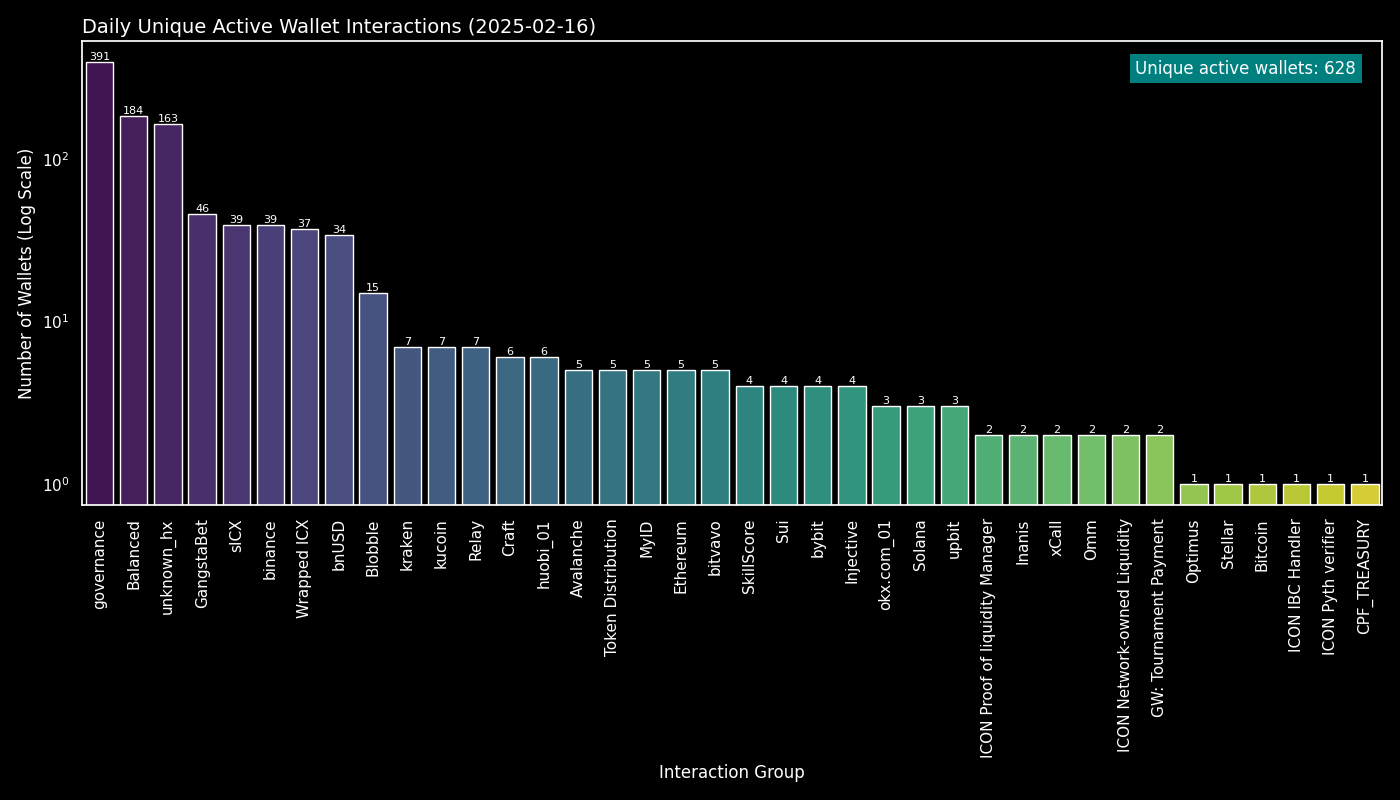 Daily Unique Active Wallet Interactions (2025-02-16)
Unique active wallets: 628
Number of Wallets (Log Scale)
10²
10¹
10⁰
391
184
163
46
39
39
37
34
15
7
7
7
6
6
5
5
5
5
5
4
4
4
4
3
3
3
2
2
2
2
2
2
1
1
1
1
1
1
governance
Balanced
unknown_hx
GangstaBet
sICX
binance
Wrapped ICX
bnUSD
Blobble
kraken
kucoin
Relay
Craft
huobi_01
Avalanche
Token Distribution
MyID
Ethereum
bitvavo
SkillScore
Sui
bybit
Injective
okx.com_01
Solana
upbit
ICON Proof of liquidity Manager
Inanis
xCall
Omm
ICON Network-owned Liquidity
GW: Tournament Payment
Optimus
Stellar
Bitcoin
ICON IBC Handler
ICON Pyth verifier
CPF_TREASURY
Interaction Group